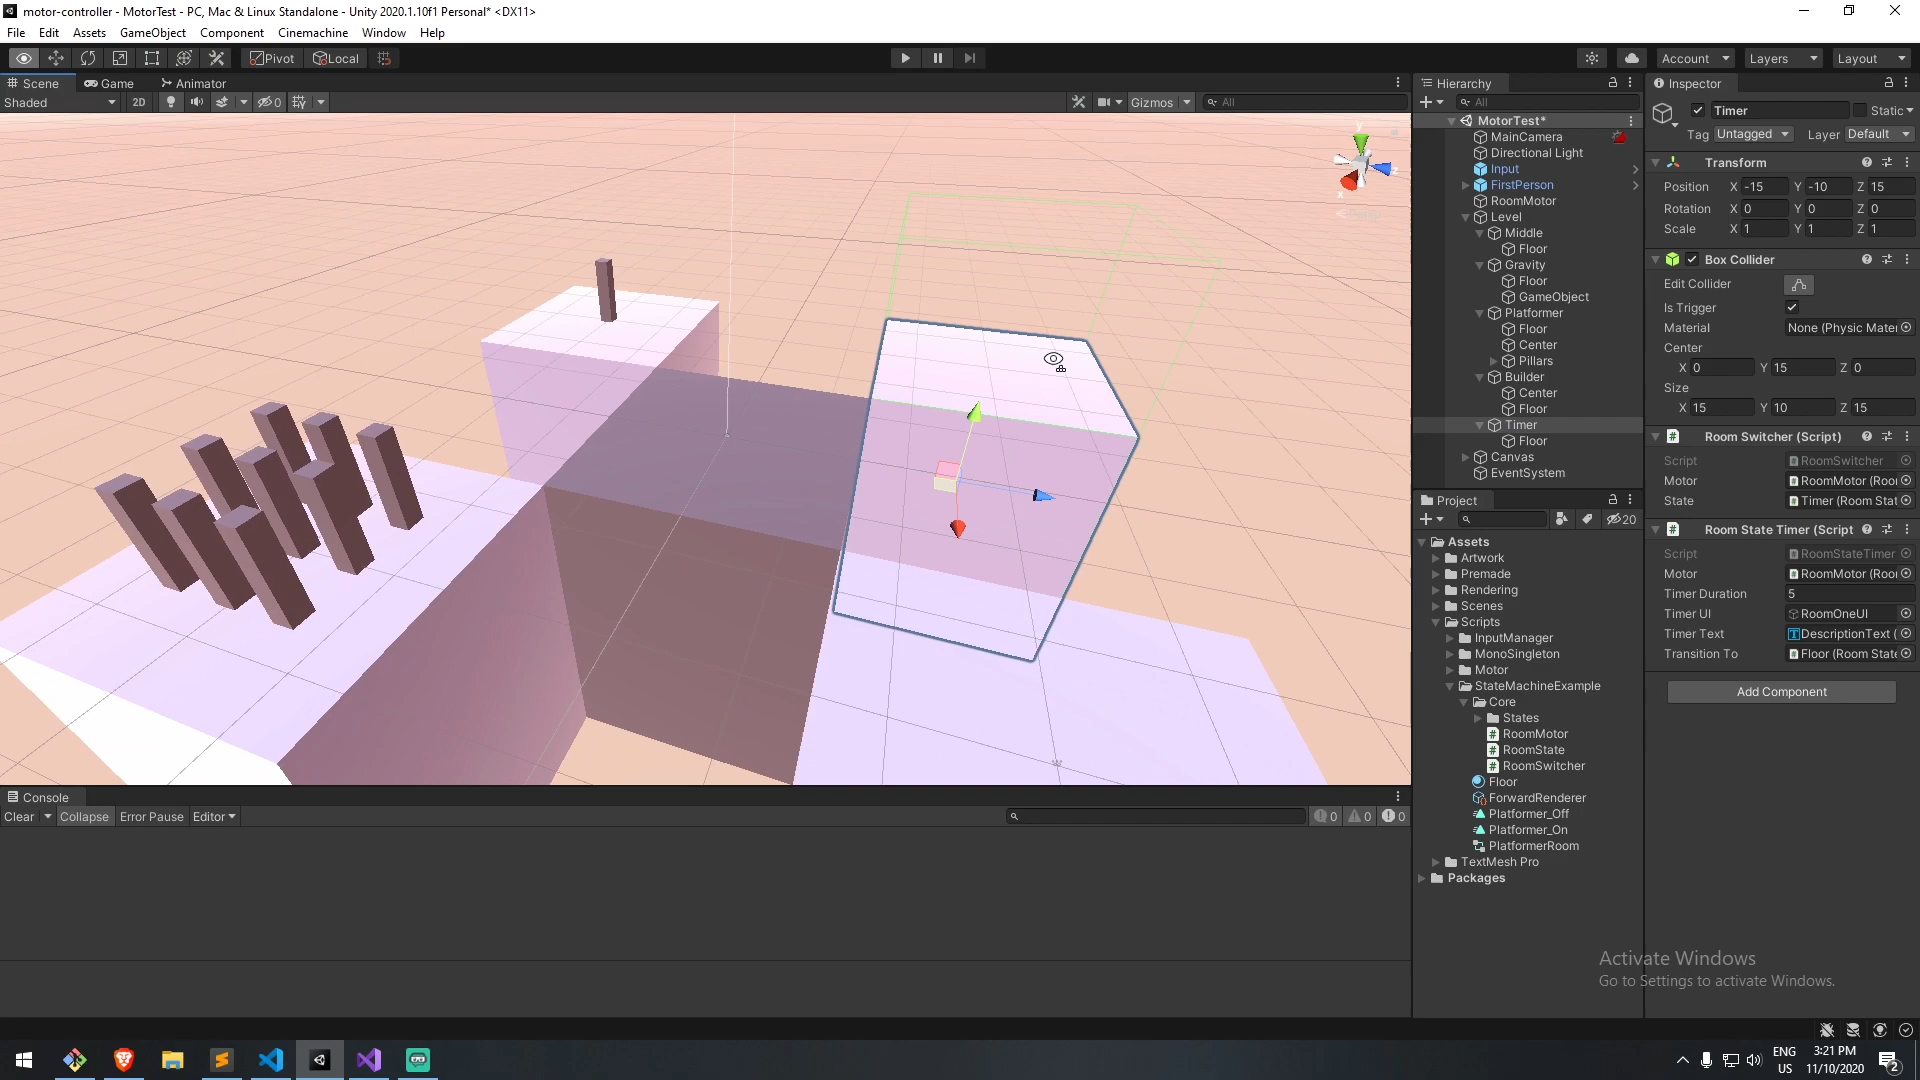 motor-controller - MotorTest - PC, Mac & Linux Standalone - Unity 2020.1.10f1 Personal* <DX11>
File Edit Assets GameObject Component Cinemachine Window Help
Pivot Local Account Layers Layout
Scene Game Animator
Shaded 2D 0 Gizmos All
Hierarchy
All
MotorTest*
MainCamera
Directional Light
Input
FirstPerson
RoomMotor
Level
Middle
Floor
Gravity
Floor
GameObject
Platformer
Floor
Center
Pillars
Builder
Center
Floor
Timer
Floor
Canvas
EventSystem
Project
20
Assets
Artwork
Premade
Rendering
Scenes
Scripts
InputManager
MonoSingleton
Motor
StateMachineExample
Core
States
RoomMotor
RoomState
RoomSwitcher
Floor
ForwardRenderer
Platformer_Off
Platformer_On
PlatformerRoom
TextMesh Pro
Packages
Inspector
Timer Static
Tag Untagged Layer Default
Transform
Position X -15 Y -10 Z 15
Rotation X 0 Y 0 Z 0
Scale X 1 Y 1 Z 1
Box Collider
Edit Collider
Is Trigger
Material None (Physic Mater
Center
X 0 Y 15 Z 0
Size
X 15 Y 10 Z 15
Room Switcher (Script)
Script RoomSwitcher
Motor RoomMotor (Roo
State Timer (Room Stat
Room State Timer (Script
Script RoomStateTimer
Motor RoomMotor (Roo
Timer Duration 5
Timer UI RoomOneUI
Timer Text DescriptionText (
Transition To Floor (Room State
Add Component
Console
Clear Collapse Error Pause Editor 0 0 0
Activate Windows
Go to Settings to activate Windows.
ENG
US
3:21 PM
11/10/2020
2